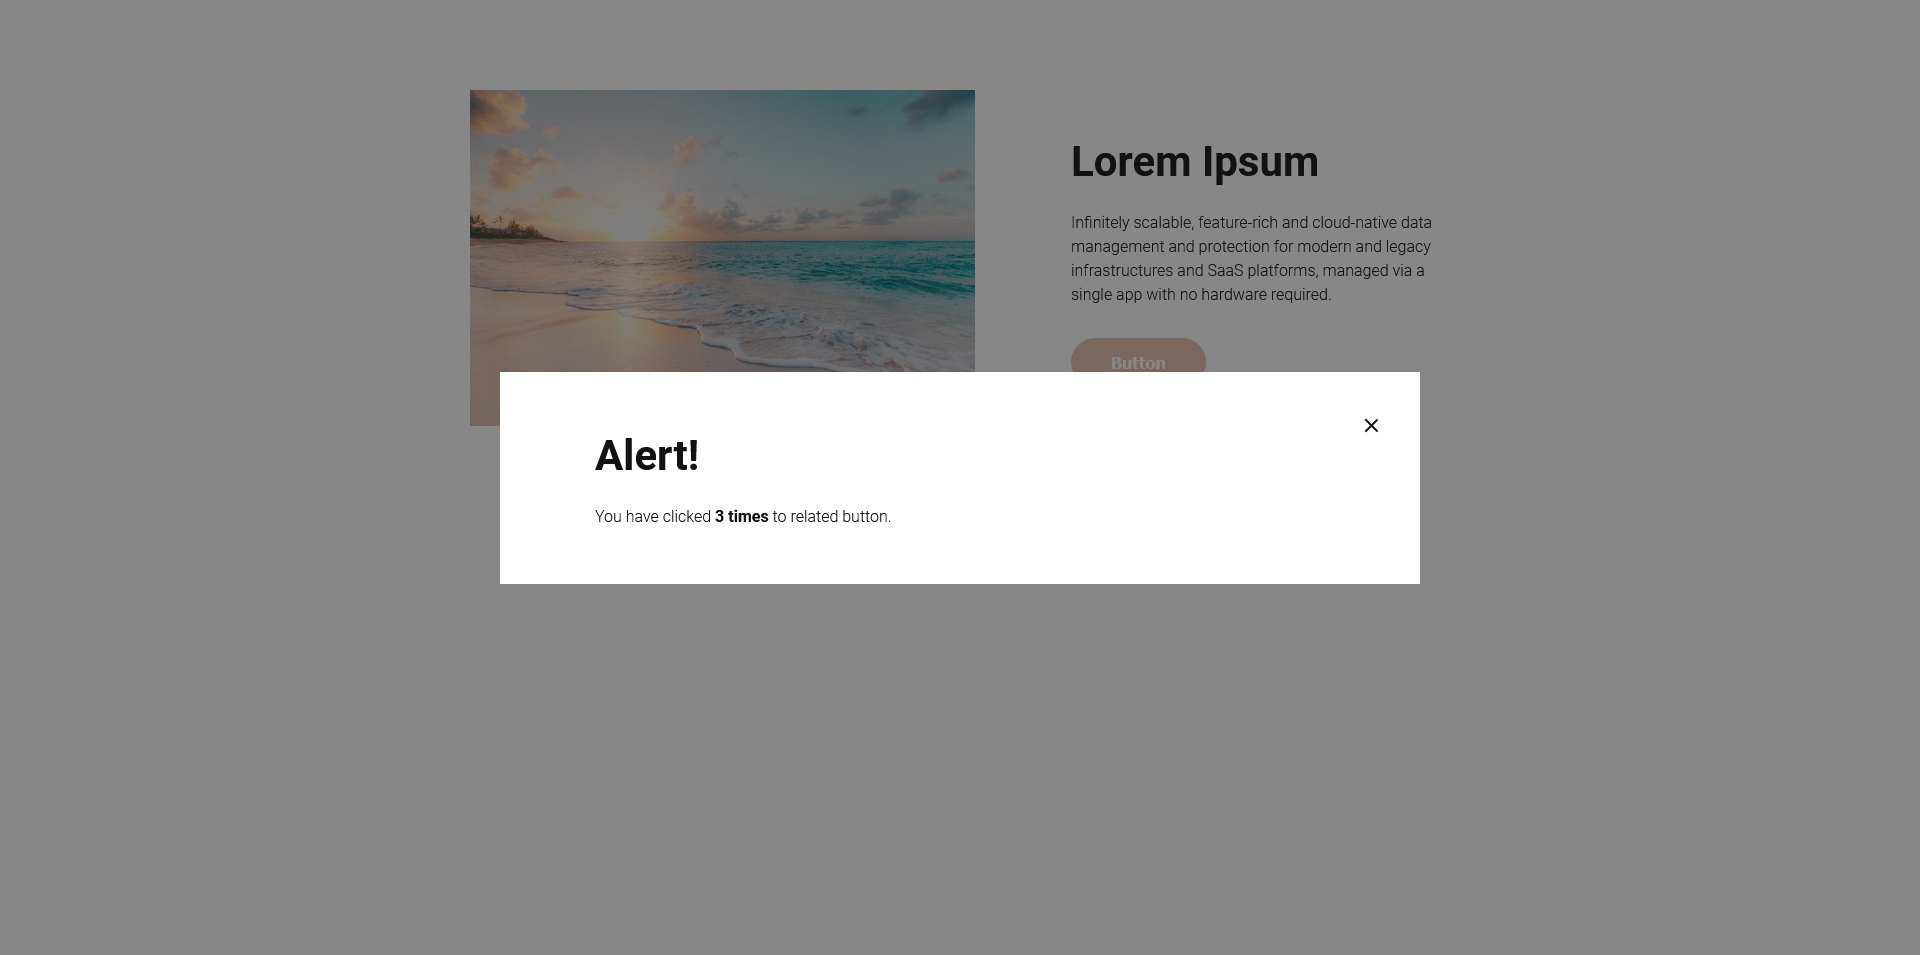 Lorem Ipsum
Infinitely scalable, feature-rich and cloud-native data
management and protection for modern and legacy
infrastructures and SaaS platforms, managed via a
single app with no hardware required.
Button
Alert!
You have clicked 3 times to related button.